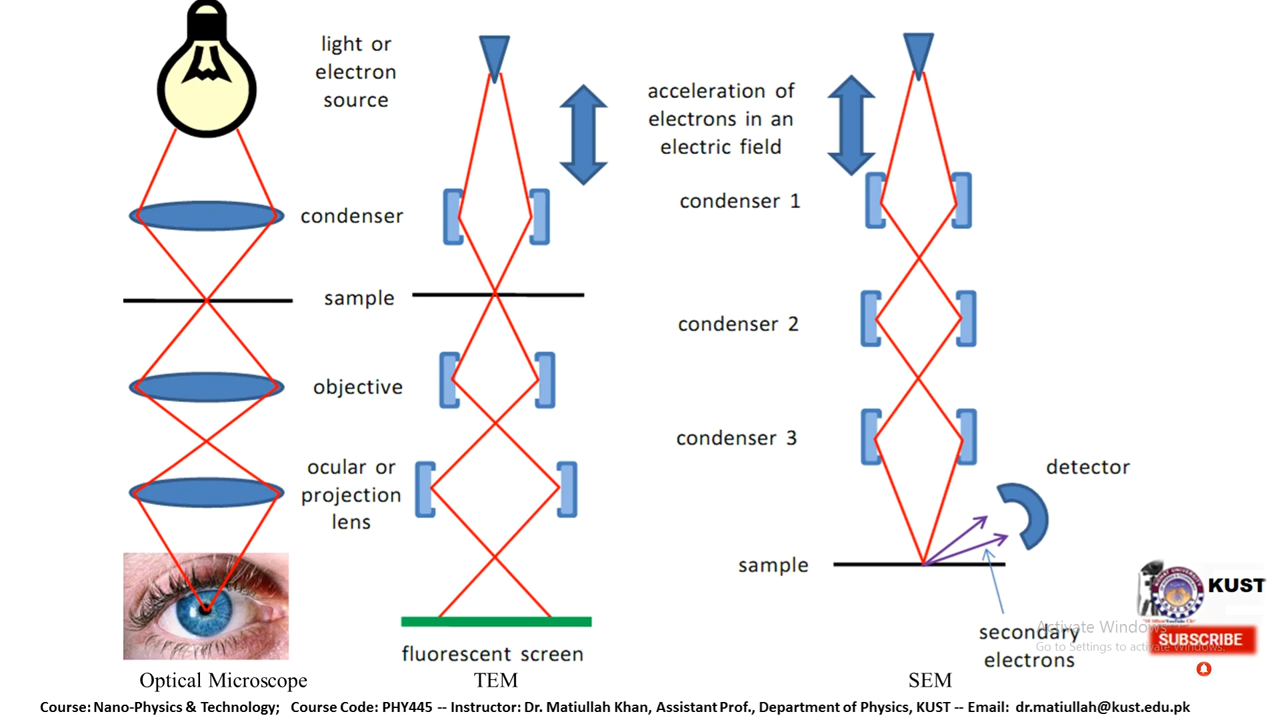 light or
electron
source
acceleration of
electrons in an
electric field
condenser
condenser 1
sample
condenser 2
objective
condenser 3
ocular or
projection
lens
detector
sample
secondary
electrons
fluorescent screen
Optical Microscope
TEM
SEM
KUST
SUBSCRIBE
Activate Windows
Go to Settings to activate Windows.
Course: Nano-Physics & Technology; Course Code: PHY445 -- Instructor: Dr. Matiullah Khan, Assistant Prof., Department of Physics, KUST -- Email: dr.matiullah@kust.edu.pk